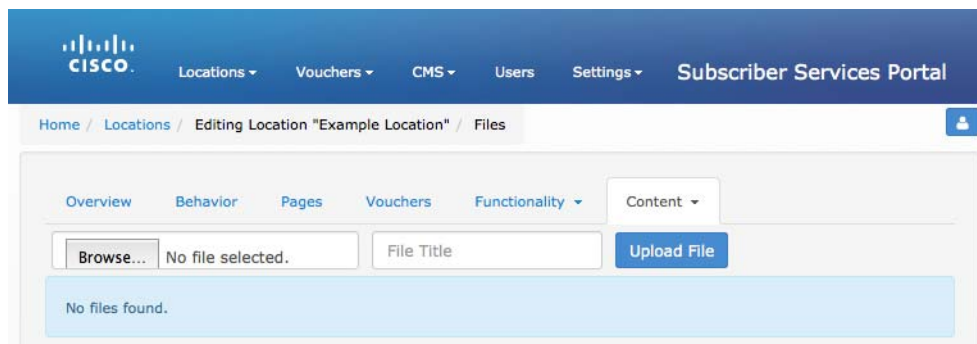 CISCO.
Locations Vouchers CMS Users Settings Subscriber Services Portal
Home / Locations / Editing Location "Example Location" / Files
Overview Behavior Pages Vouchers Functionality Content
Browse... No file selected. File Title Upload File
No files found.